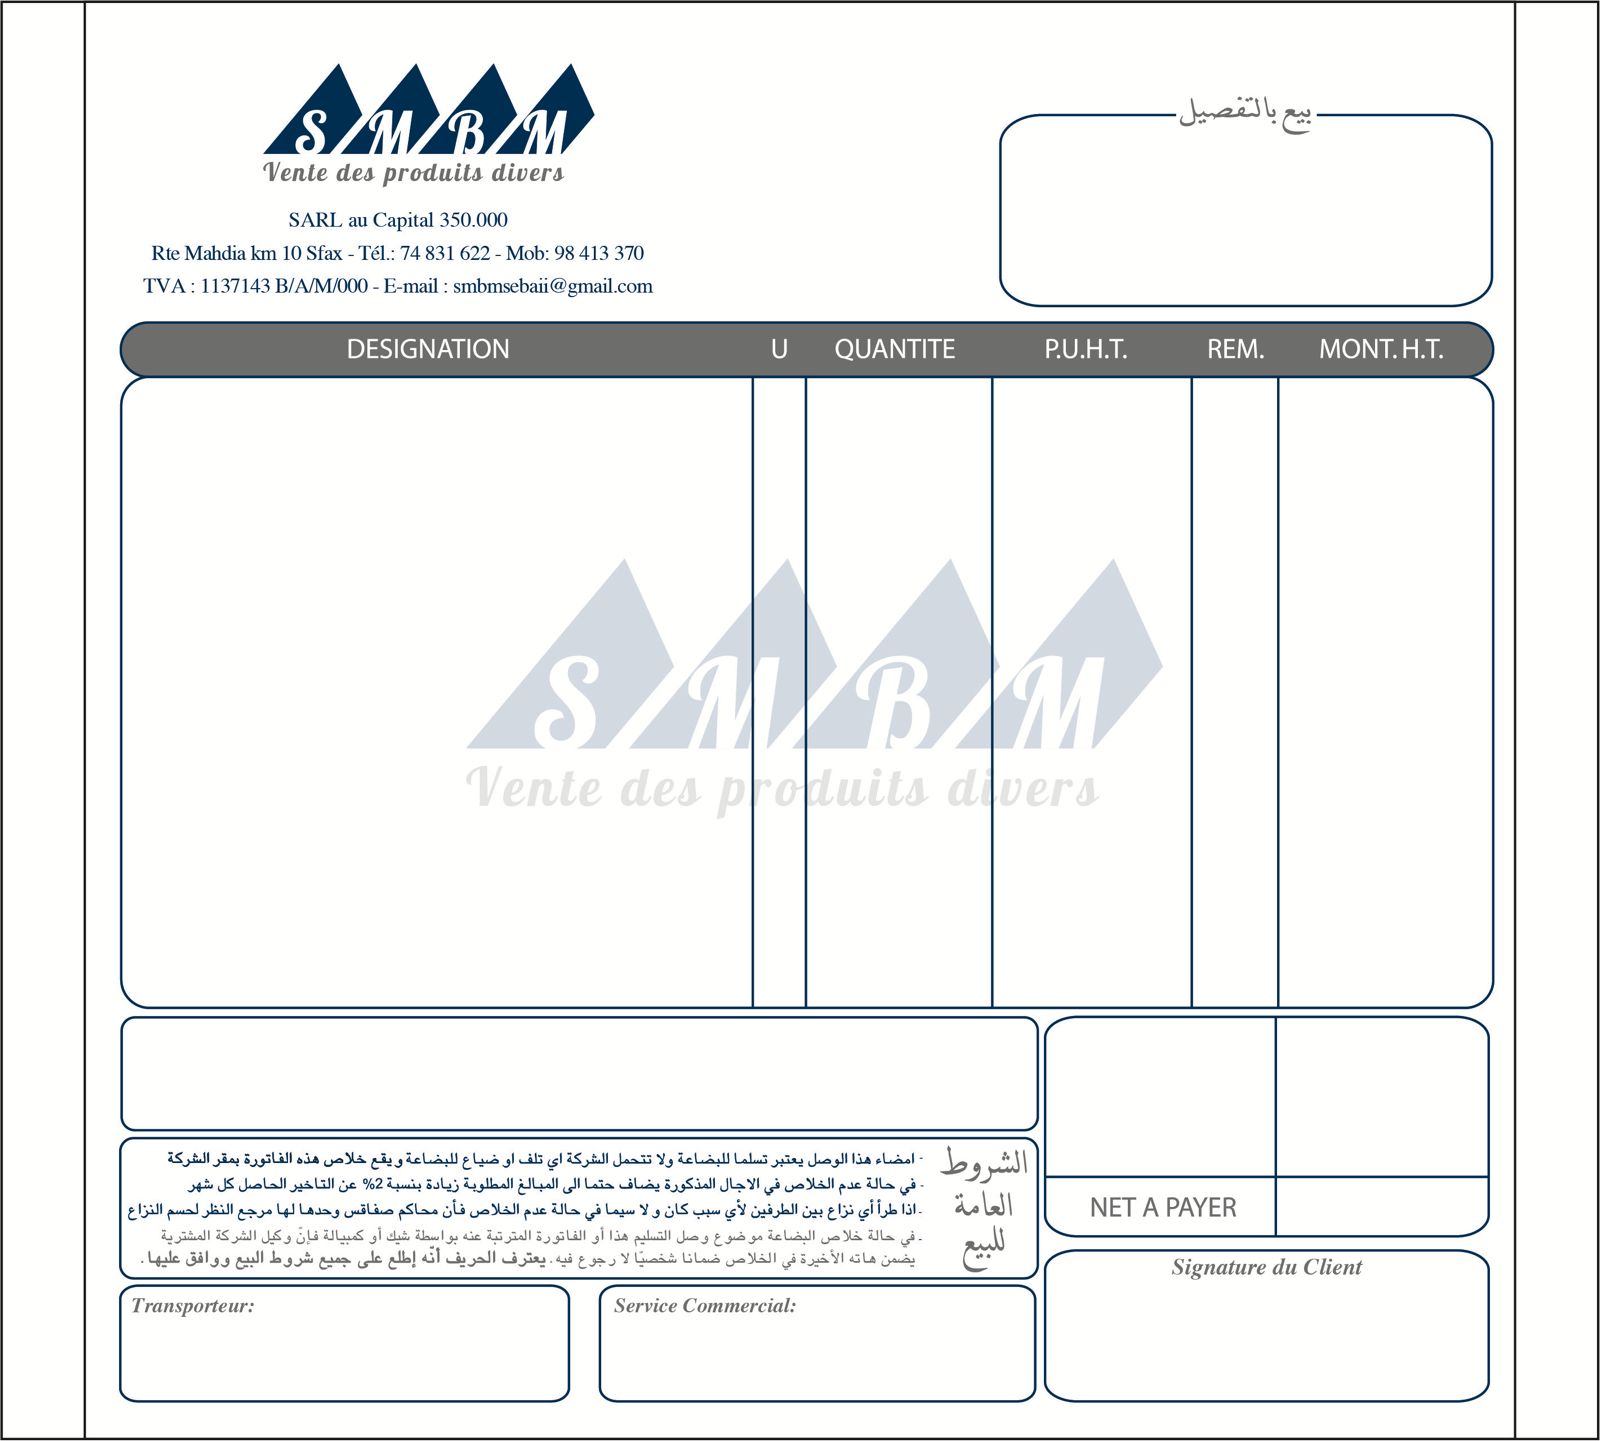 S M B M
Vente des produits divers
SARL au Capital 350.000
Rte Mahdia km 10 Sfax - Tél.: 74 831 622 - Mob: 98 413 370
TVA : 1137143 B/A/M/000 - E-mail : smbmsebaii@gmail.com
بيع بالتفصيل
DESIGNATION U QUANTITE P.U.H.T. REM. MONT. H.T.
S M B M
Vente des produits divers
الشروط
العامة
للبيع
- امضاء هذا الوصل يعتبر تسلما للبضاعة ولا تتحمل الشركة اي تلف او ضياع للبضاعة و يقع خلاص هذه الفاتورة بمقر الشركة
- في حالة عدم الخلاص في الاجال المذكورة يضاف حتما الى المبالغ المطلوبة زيادة بنسبة 2% عن التاخير الحاصل كل شهر
- اذا طرأ أي نزاع بين الطرفين لأي سبب كان و لا سيما في حالة عدم الخلاص فأن محاكم صفاقس وحدها لها مرجع النظر لحسم النزاع
- في حالة خلاص البضاعة موضوع وصل التسليم هذا أو الفاتورة المترتبة عنه بواسطة شيك أو كمبيالة فإنّ وكيل الشركة المشترية
يضمن هاته الأخيرة في الخلاص ضمانا شخصيّا لا رجوع فيه. يعترف الحريف أنّه إطلع على جميع شروط البيع ووافق عليها.
NET A PAYER
Signature du Client
Transporteur:
Service Commercial: